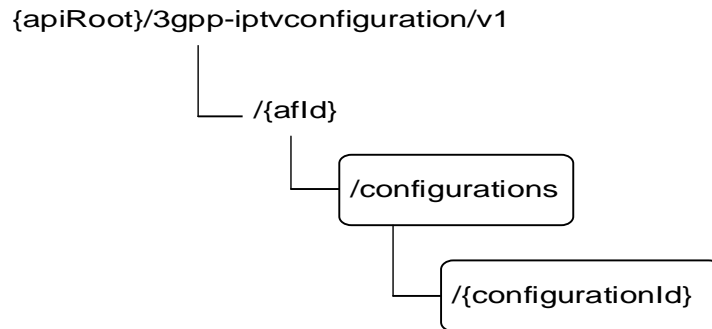 {apiRoot}/3gpp-iptvconfiguration/v1
/{afId}
/configurations
/{configurationId}